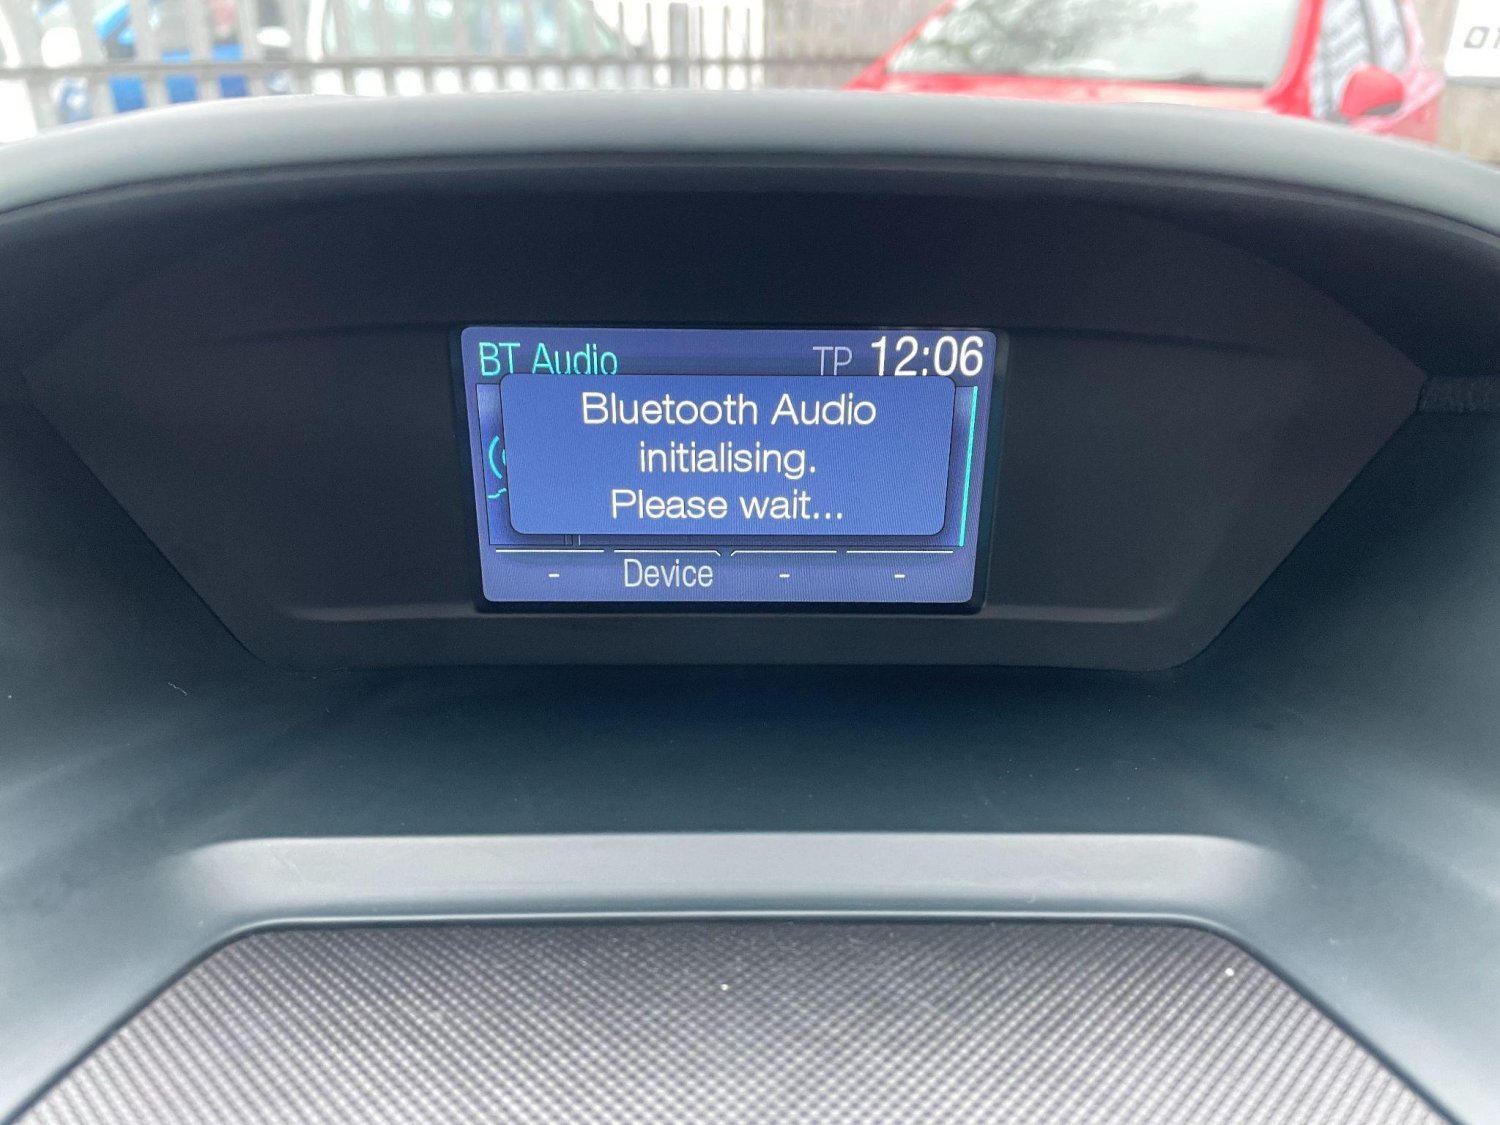 BT Audio TP 12:06
Bluetooth Audio
initialising.
Please wait...
- Device - -